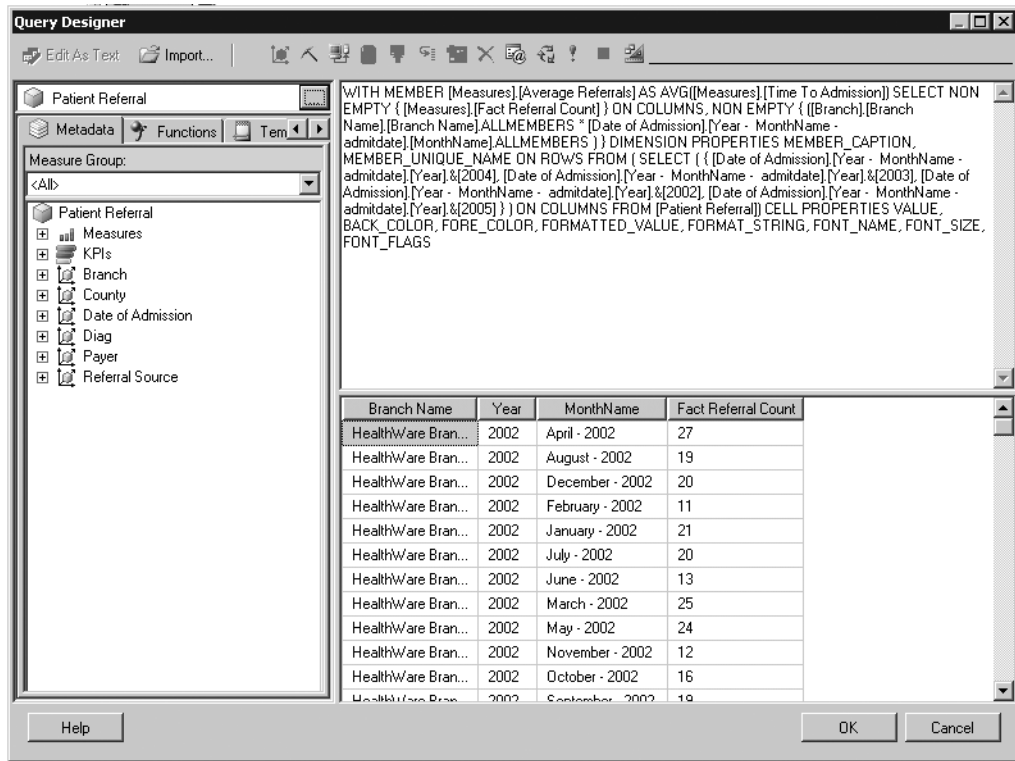 Query Designer
Edit As Text Import...
Patient Referral
Metadata Functions Tem
Measure Group:
<All>
Patient Referral
Measures
KPIs
Branch
County
Date of Admission
Diag
Payer
Referral Source
WITH MEMBER [Measures].[Average Referrals] AS AVG([Measures].[Time To Admission]) SELECT NON
EMPTY { [Measures].[Fact Referral Count] } ON COLUMNS, NON EMPTY { ([Branch].[Branch
Name].[Branch Name].ALLMEMBERS * [Date of Admission].[Year - MonthName -
admitdate].[MonthName].ALLMEMBERS ) } DIMENSION PROPERTIES MEMBER_CAPTION,
MEMBER_UNIQUE_NAME ON ROWS FROM ( SELECT ( { [Date of Admission].[Year - MonthName -
admitdate].[Year].&[2004], [Date of Admission].[Year - MonthName - admitdate].[Year].&[2003], [Date of
Admission].[Year - MonthName - admitdate].[Year].&[2002], [Date of Admission].[Year - MonthName -
admitdate].[Year].&[2005] } ) ON COLUMNS FROM [Patient Referral]) CELL PROPERTIES VALUE,
BACK_COLOR, FORE_COLOR, FORMATTED_VALUE, FORMAT_STRING, FONT_NAME, FONT_SIZE,
FONT_FLAGS
Branch Name Year MonthName Fact Referral Count
HealthWare Bran... 2002 April - 2002 27
HealthWare Bran... 2002 August - 2002 19
HealthWare Bran... 2002 December - 2002 20
HealthWare Bran... 2002 February - 2002 11
HealthWare Bran... 2002 January - 2002 21
HealthWare Bran... 2002 July - 2002 20
HealthWare Bran... 2002 June - 2002 13
HealthWare Bran... 2002 March - 2002 25
HealthWare Bran... 2002 May - 2002 24
HealthWare Bran... 2002 November - 2002 12
HealthWare Bran... 2002 October - 2002 16
HealthWare Bran... 2002 September - 2002 19
Help OK Cancel